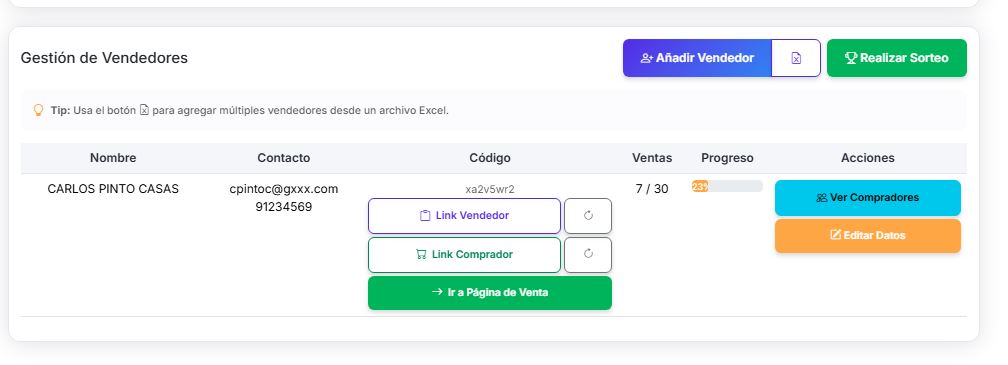 Gestión de Vendedores
Añadir Vendedor
Realizar Sorteo
Tip: Usa el botón para agregar múltiples vendedores desde un archivo Excel.
Nombre Contacto Código Ventas Progreso Acciones
CARLOS PINTO CASAS
cpintoc@gxxx.com
91234569
xa2v5wr2
Link Vendedor
Link Comprador
Ir a Página de Venta
7 / 30
23%
Ver Compradores
Editar Datos